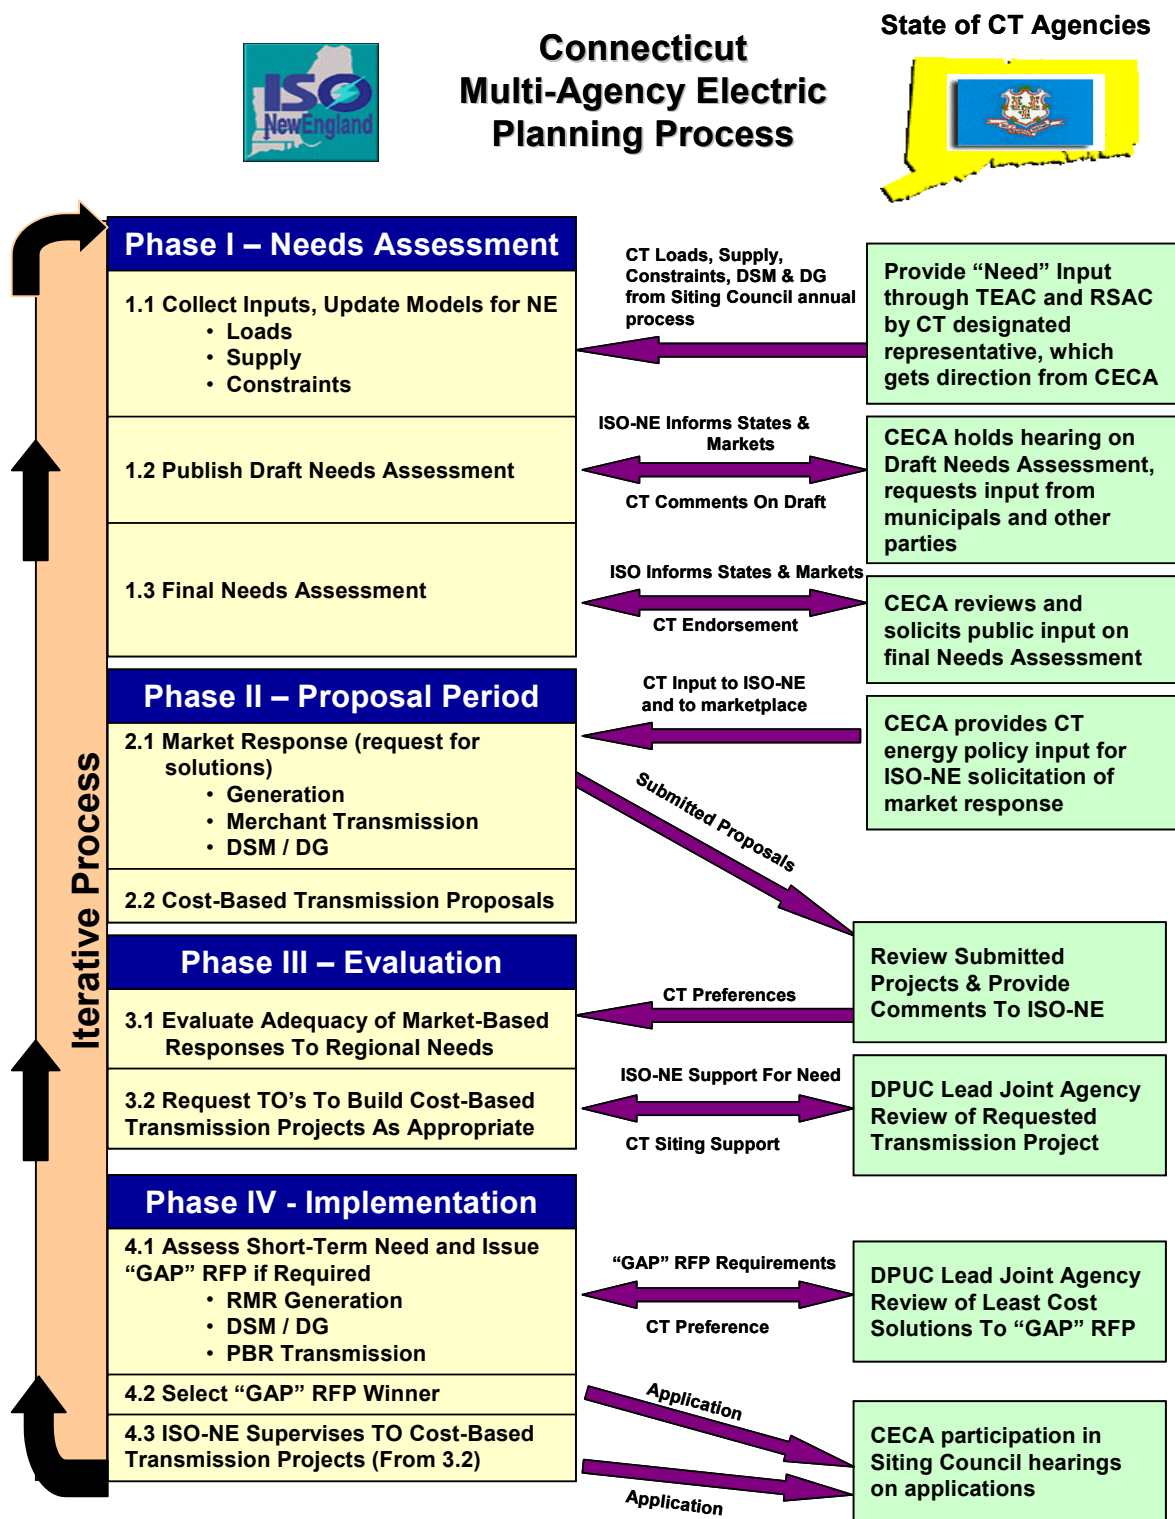 Connecticut
Multi-Agency Electric
Planning Process
State of CT Agencies
ISO
NewEngland
Iterative Process
Phase I – Needs Assessment
1.1 Collect Inputs, Update Models for NE
• Loads
• Supply
• Constraints
CT Loads, Supply,
Constraints, DSM & DG
from Siting Council annual
process
Provide “Need” Input
through TEAC and RSAC
by CT designated
representative, which
gets direction from CECA
1.2 Publish Draft Needs Assessment
ISO-NE Informs States &
Markets
CT Comments On Draft
CECA holds hearing on
Draft Needs Assessment,
requests input from
municipals and other
parties
1.3 Final Needs Assessment
ISO Informs States & Markets
CT Endorsement
CECA reviews and
solicits public input on
final Needs Assessment
Phase II – Proposal Period
2.1 Market Response (request for
solutions)
• Generation
• Merchant Transmission
• DSM / DG
CT Input to ISO-NE
and to marketplace
CECA provides CT
energy policy input for
ISO-NE solicitation of
market response
Submitted Proposals
2.2 Cost-Based Transmission Proposals
Phase III – Evaluation
3.1 Evaluate Adequacy of Market-Based
Responses To Regional Needs
CT Preferences
Review Submitted
Projects & Provide
Comments To ISO-NE
3.2 Request TO’s To Build Cost-Based
Transmission Projects As Appropriate
ISO-NE Support For Need
CT Siting Support
DPUC Lead Joint Agency
Review of Requested
Transmission Project
Phase IV - Implementation
4.1 Assess Short-Term Need and Issue
“GAP” RFP if Required
• RMR Generation
• DSM / DG
• PBR Transmission
“GAP” RFP Requirements
CT Preference
DPUC Lead Joint Agency
Review of Least Cost
Solutions To “GAP” RFP
4.2 Select “GAP” RFP Winner
Application
4.3 ISO-NE Supervises TO Cost-Based
Transmission Projects (From 3.2)
Application
CECA participation in
Siting Council hearings
on applications